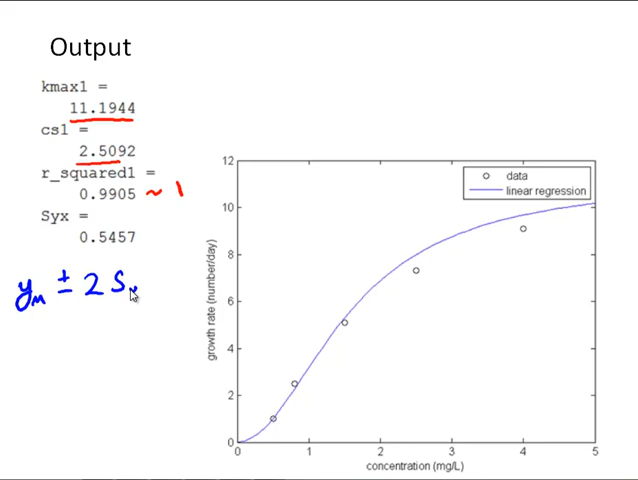 Output
kmax1 =
11.1944
cs1 =
2.5092
r_squared1 =
0.9905 ~ 1
Syx =
0.5457
yM ± 2 S
12
10
8
6
4
2
0
0 1 2 3 4 5
growth rate (number/day)
concentration (mg/L)
data
linear regression